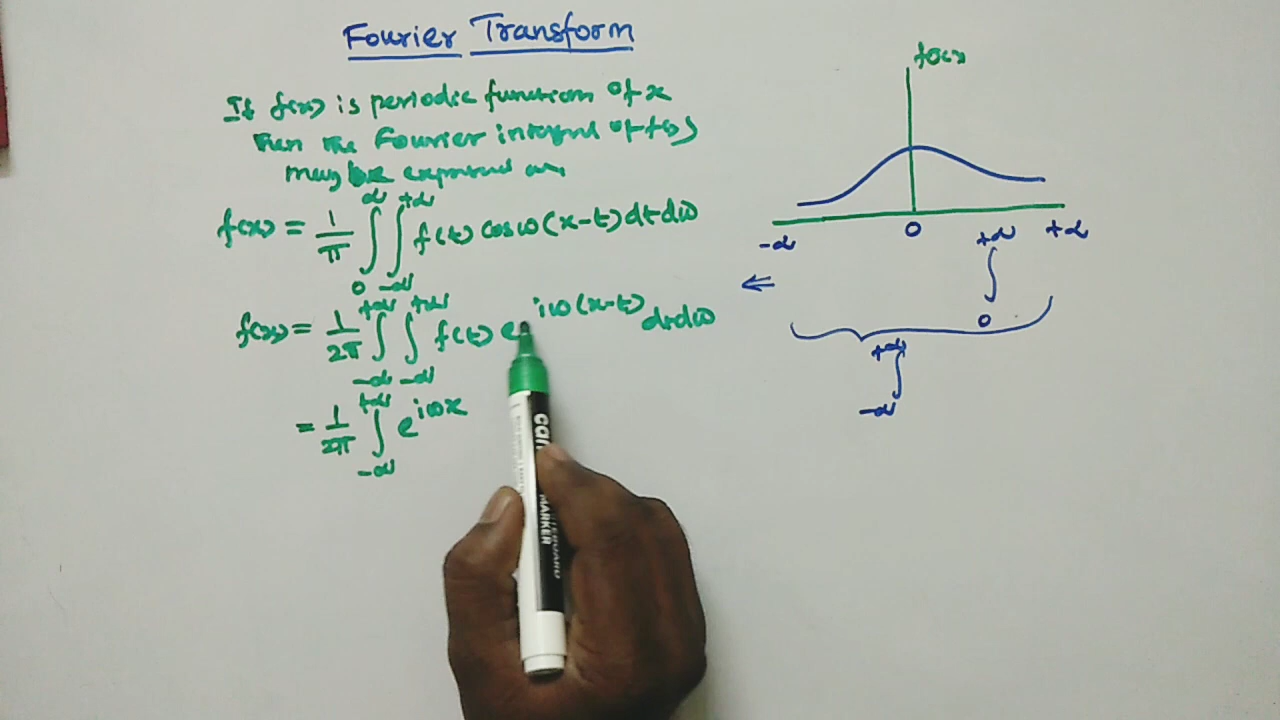 Fourier Transform
If f(x) is periodic function of x
then the Fourier integral of f(x)
may be expressed as,
f(x) = 1/π ∫₀^∝ ∫₋∝^+∝ f(t) cos ω(x-t) dt dω
f(x) = 1/2π ∫₋∝^+∝ ∫₋∝^+∝ f(t) e^iω(x-t) dt dω
= 1/2π ∫₋∝^+∝ e^iωx
-∝ 0 +∝
+∝ ∫ 0
+∝ ∫ -∝
MARKER